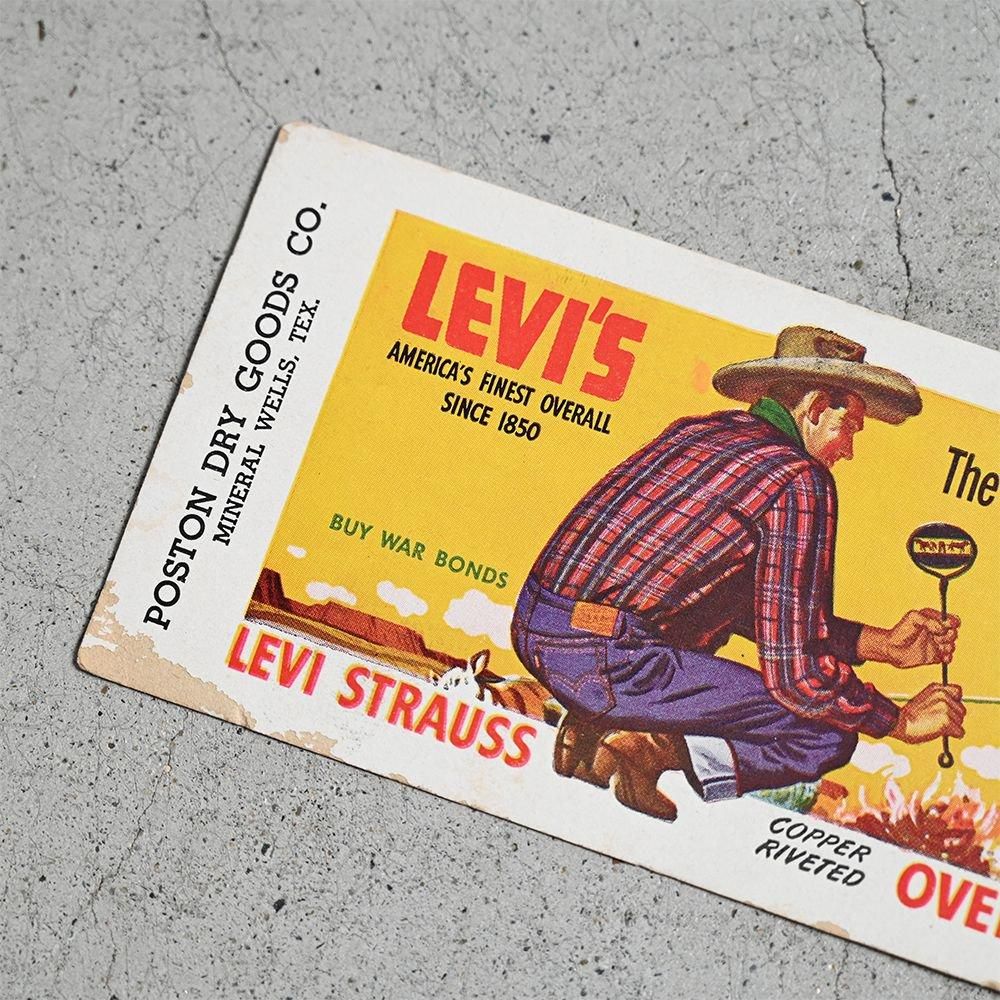 POSTON DRY GOODS CO.
MINERAL WELLS, TEX.
LEVI'S
AMERICA'S FINEST OVERALL
SINCE 1850
The
BUY WAR BONDS
LEVI STRAUSS
COPPER
RIVETED
OVE